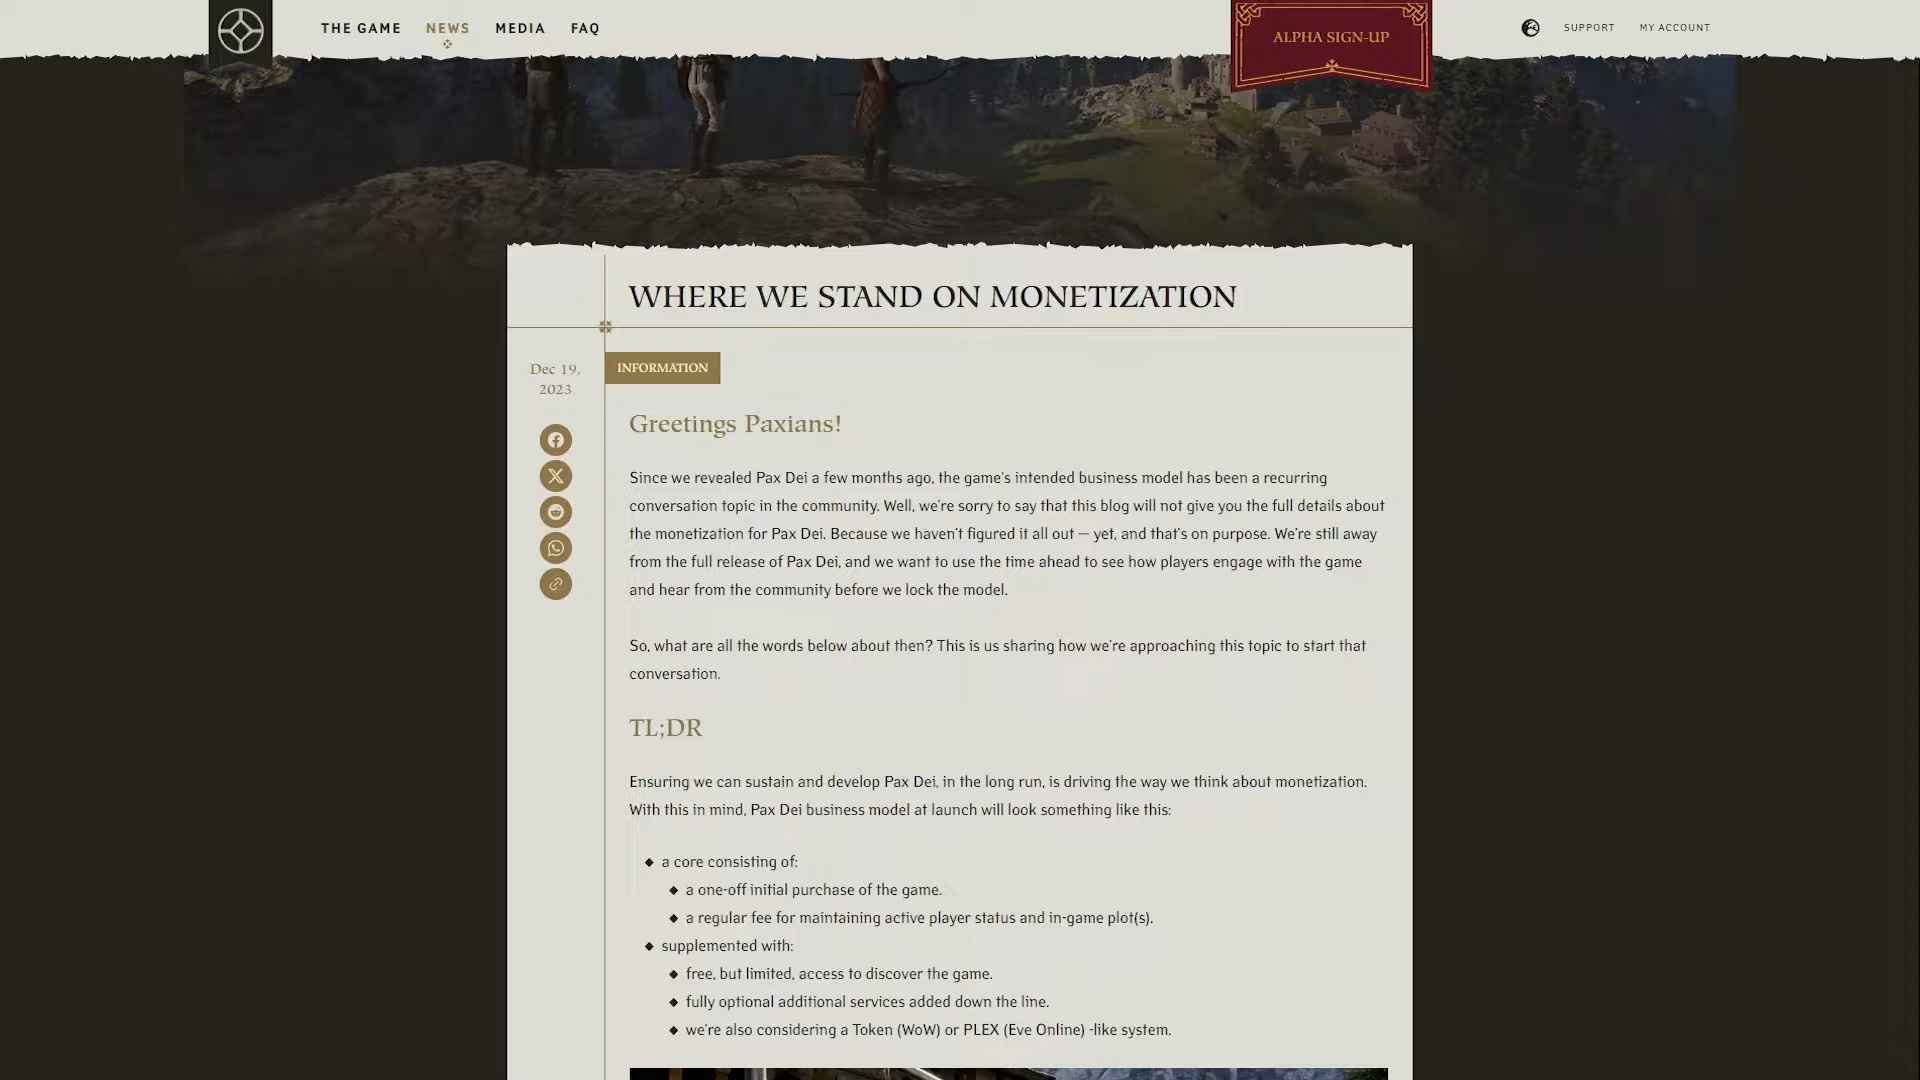 THE GAME NEWS MEDIA FAQ ALPHA SIGN-UP SUPPORT MY ACCOUNT
WHERE WE STAND ON MONETIZATION
Dec 19,
2023
INFORMATION
Greetings Paxians!
Since we revealed Pax Dei a few months ago, the game's intended business model has been a recurring
conversation topic in the community. Well, we're sorry to say that this blog will not give you the full details about
the monetization for Pax Dei. Because we haven't figured it all out — yet, and that's on purpose. We're still away
from the full release of Pax Dei, and we want to use the time ahead to see how players engage with the game
and hear from the community before we lock the model.
So, what are all the words below about then? This is us sharing how we're approaching this topic to start that
conversation.
TL;DR
Ensuring we can sustain and develop Pax Dei, in the long run, is driving the way we think about monetization.
With this in mind, Pax Dei business model at launch will look something like this:
◆ a core consisting of:
◆ a one-off initial purchase of the game.
◆ a regular fee for maintaining active player status and in-game plot(s).
◆ supplemented with:
◆ free, but limited, access to discover the game.
◆ fully optional additional services added down the line.
◆ we're also considering a Token (WoW) or PLEX (Eve Online) -like system.